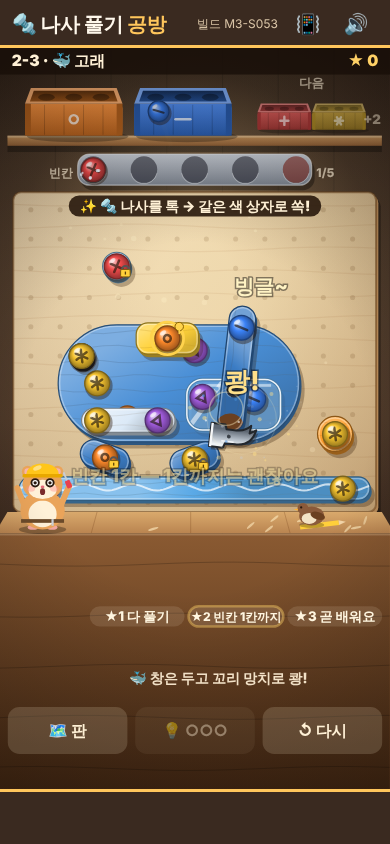 나사 풀기 공방
빌드 M3-S053
2-3 · 고래
★ 0
다음
+2
빈칸
1/5
나사를 톡 → 같은 색 상자로 쏙!
빙글~
쾅!
빈칸 1칸 — 1칸까지는 괜찮아요
★1 다 풀기
★2 빈칸 1칸까지
★3 곧 배워요
창은 두고 꼬리 망치로 쾅!
판
다시